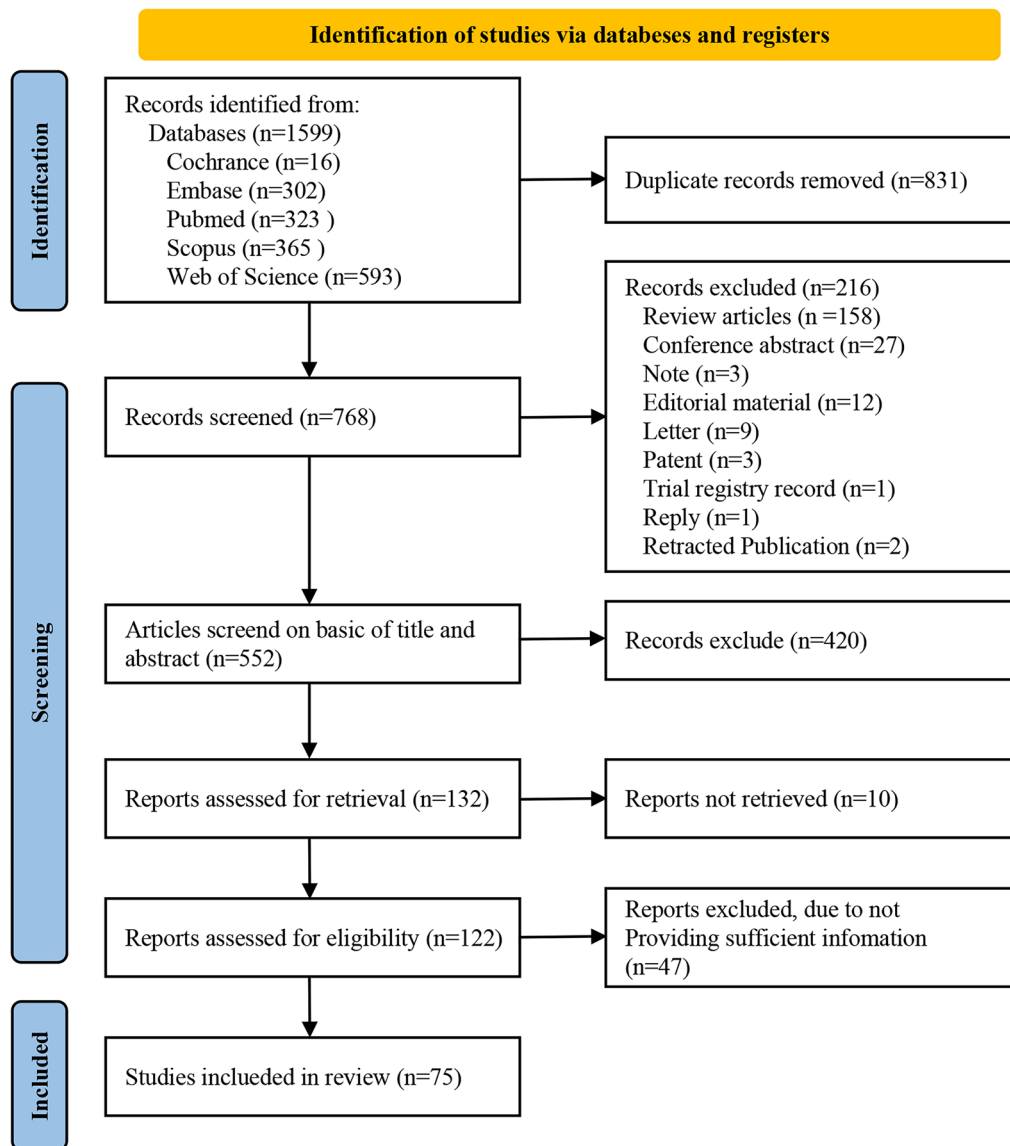 Identification of studies via databeses and registers
Identification
Records identified from:
Databases (n=1599)
Cochrance (n=16)
Embase (n=302)
Pubmed (n=323 )
Scopus (n=365 )
Web of Science (n=593)
Duplicate records removed (n=831)
Screening
Records screened (n=768)
Records excluded (n=216)
Review articles (n =158)
Conference abstract (n=27)
Note (n=3)
Editorial material (n=12)
Letter (n=9)
Patent (n=3)
Trial registry record (n=1)
Reply (n=1)
Retracted Publication (n=2)
Articles screend on basic of title and
abstract (n=552)
Records exclude (n=420)
Reports assessed for retrieval (n=132)
Reports not retrieved (n=10)
Reports assessed for eligibility (n=122)
Reports excluded, due to not
Providing sufficient infomation
(n=47)
Included
Studies inclueded in review (n=75)